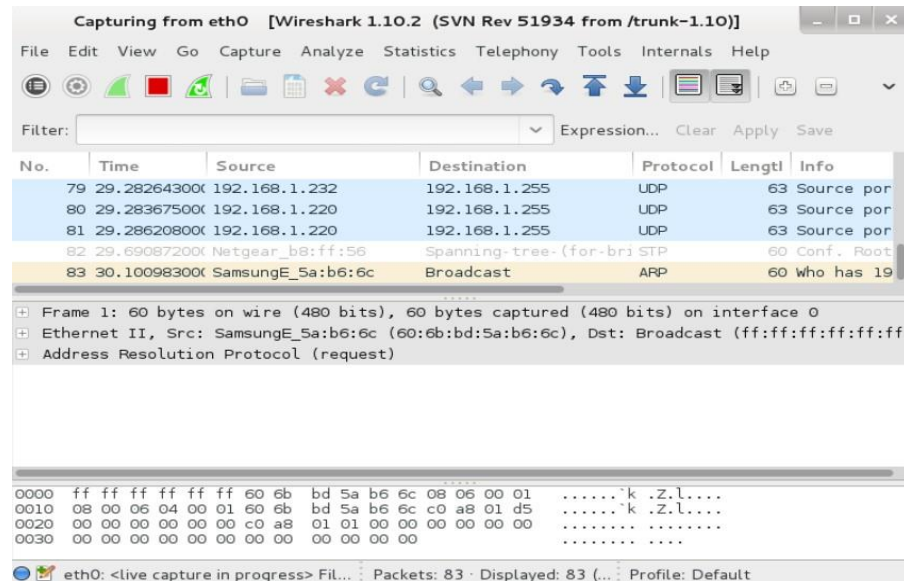 Capturing from eth0 [Wireshark 1.10.2 (SVN Rev 51934 from /trunk-1.10)]
File Edit View Go Capture Analyze Statistics Telephony Tools Internals Help
Filter: Expression... Clear Apply Save
No. Time Source Destination Protocol Lengtl Info
79 29.28264300( 192.168.1.232 192.168.1.255 UDP 63 Source por
80 29.28367500( 192.168.1.220 192.168.1.255 UDP 63 Source por
81 29.28620800( 192.168.1.220 192.168.1.255 UDP 63 Source por
82 29.69087200( Netgear_b8:ff:56 Spanning-tree-(for-bri STP 60 Conf. Root
83 30.10098300( SamsungE_5a:b6:6c Broadcast ARP 60 Who has 19
Frame 1: 60 bytes on wire (480 bits), 60 bytes captured (480 bits) on interface 0
Ethernet II, Src: SamsungE_5a:b6:6c (60:6b:bd:5a:b6:6c), Dst: Broadcast (ff:ff:ff:ff:ff:ff
Address Resolution Protocol (request)
0000 ff ff ff ff ff ff 60 6b bd 5a b6 6c 08 06 00 01 ......`k .Z.l....
0010 08 00 06 04 00 01 60 6b bd 5a b6 6c c0 a8 01 d5 ......`k .Z.l....
0020 00 00 00 00 00 00 c0 a8 01 01 00 00 00 00 00 00 ........ ........
0030 00 00 00 00 00 00 00 00 00 00 00 00 ........ ....
eth0: <live capture in progress> Fil... Packets: 83 · Displayed: 83 (... Profile: Default